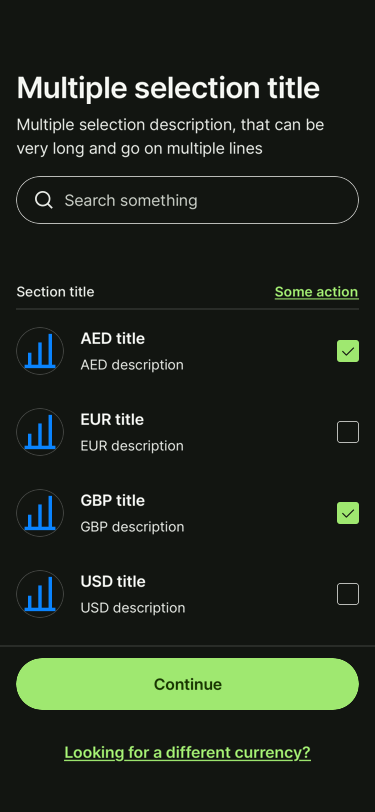 Multiple selection title
Multiple selection description, that can be
very long and go on multiple lines
Search something
Section title
Some action
AED title
AED description
EUR title
EUR description
GBP title
GBP description
USD title
USD description
Continue
Looking for a different currency?